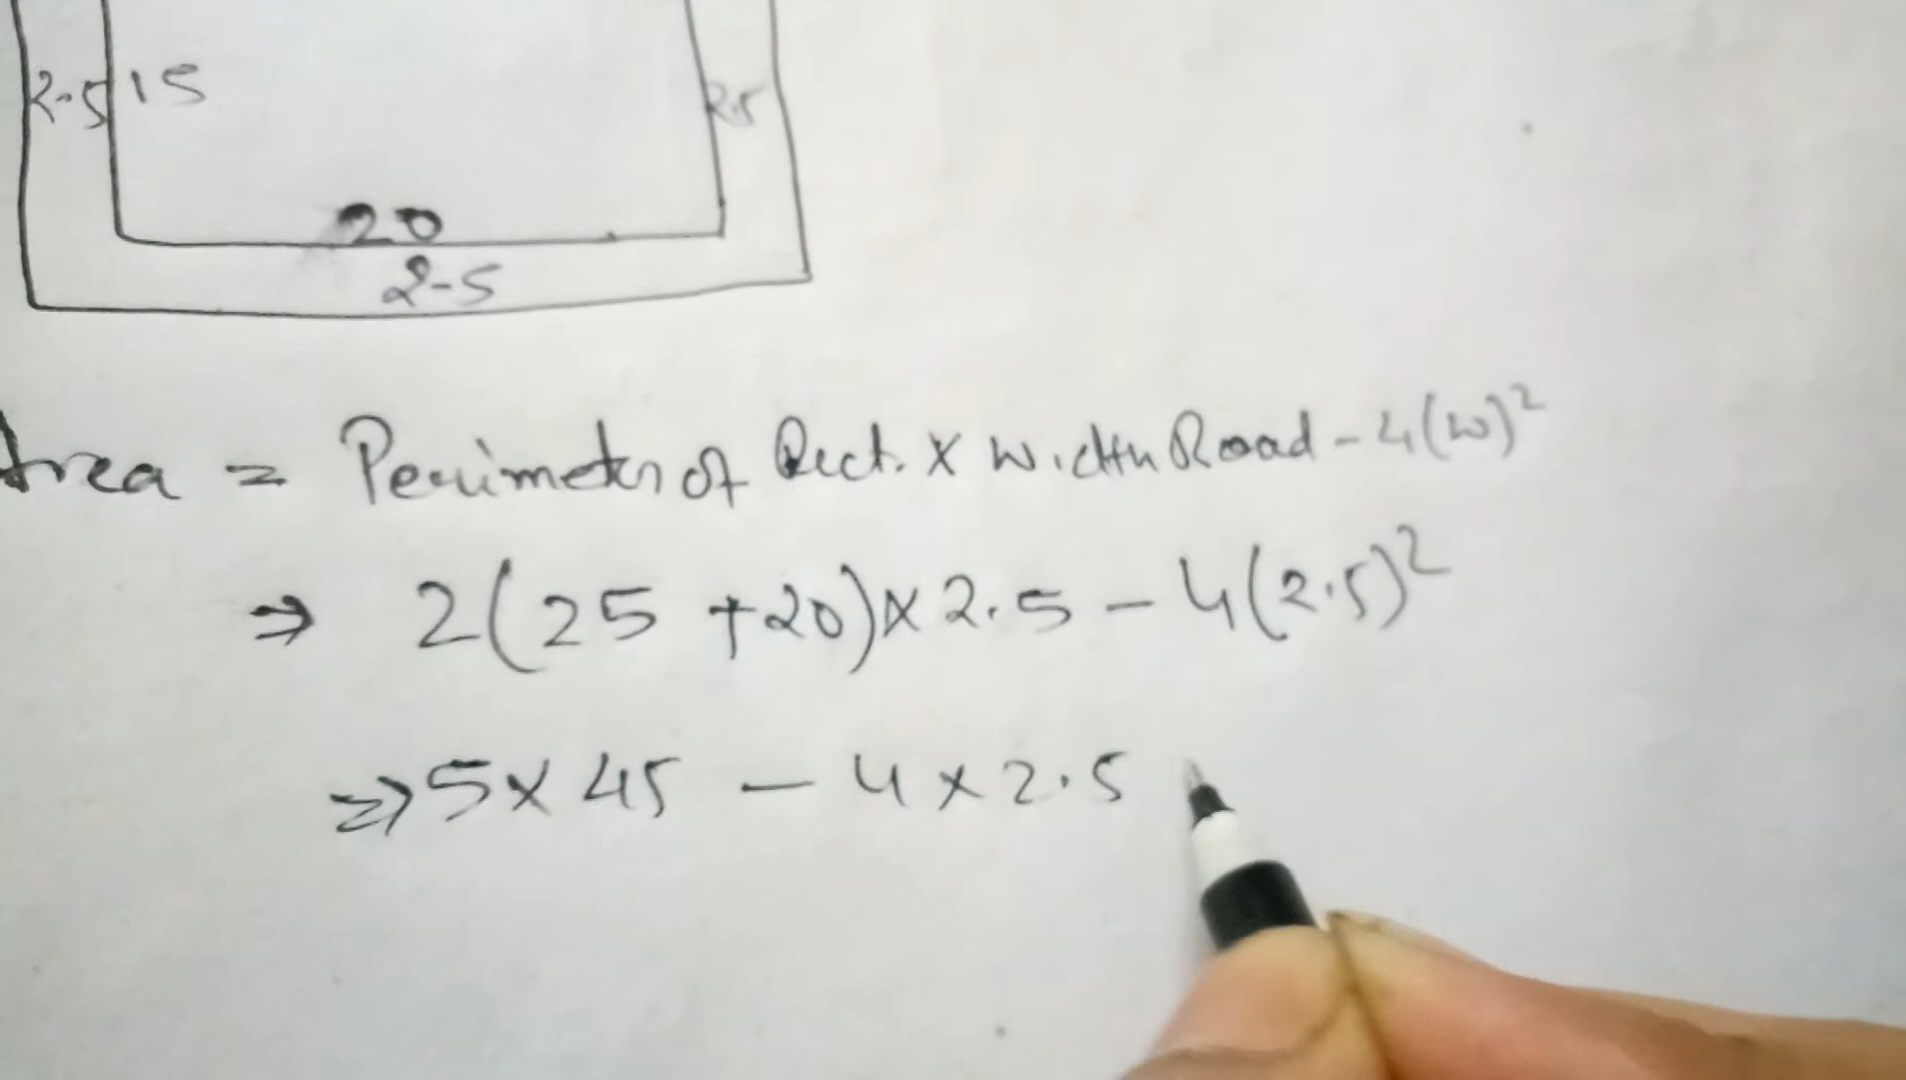 2.5 15 2.5
20
2.5
Area = Perimeter of Rect. × Width Road - 4(w)²
⇒ 2(25 + 20) × 2.5 - 4(2.5)²
⇒ 5 × 45 - 4 × 2.5